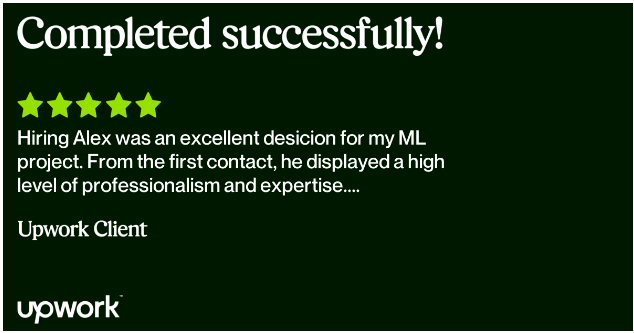 Completed successfully!
Hiring Alex was an excellent desicion for my ML
project. From the first contact, he displayed a high
level of professionalism and expertise....
Upwork Client
upwork™